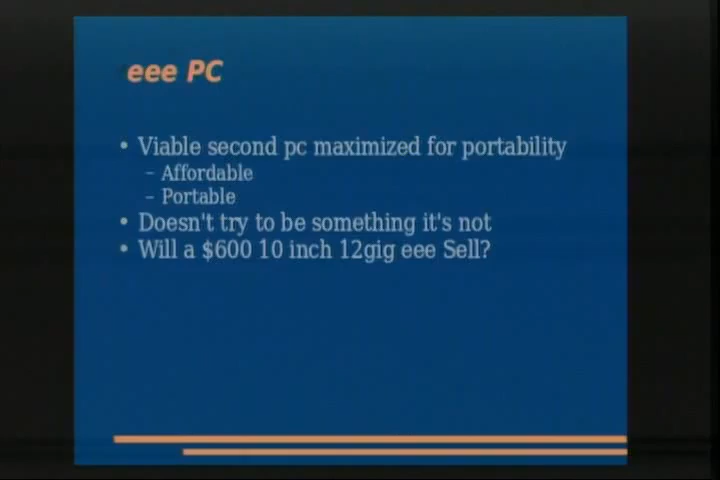 eee PC
• Viable second pc maximized for portability
– Affordable
– Portable
• Doesn't try to be something it's not
• Will a $600 10 inch 12gig eee Sell?